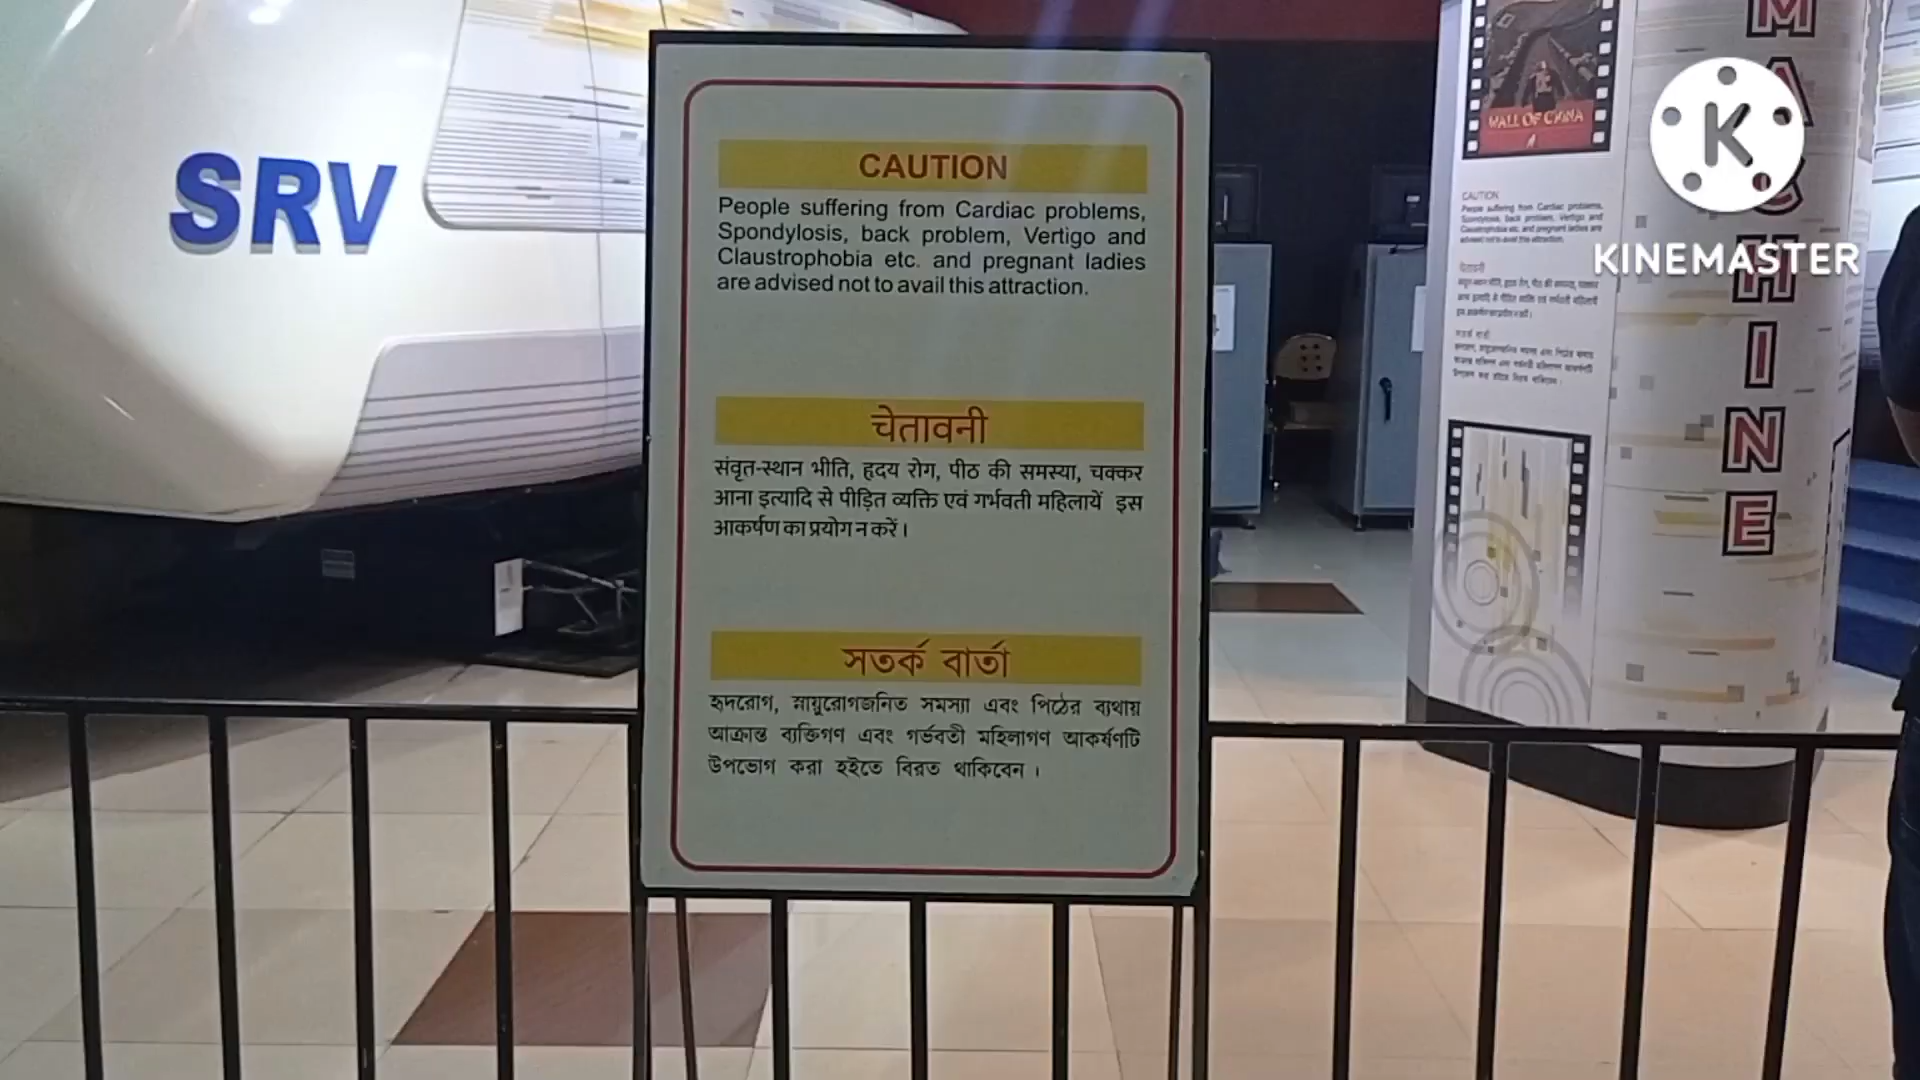 SRV
CAUTION
People suffering from Cardiac problems,
Spondylosis, back problem, Vertigo and
Claustrophobia etc. and pregnant ladies
are advised not to avail this attraction.
चेतावनी
संवृत-स्थान भीति, हृदय रोग, पीठ की समस्या, चक्कर
आना इत्यादि से पीड़ित व्यक्ति एवं गर्भवती महिलायें इस
आकर्षण का प्रयोग न करें।
সতর্ক বার্তা
হৃদরোগ, স্নায়ুরোগজনিত সমস্যা এবং পিঠের ব্যথায়
আক্রান্ত ব্যক্তিগণ এবং গর্ভবতী মহিলাগণ আকর্ষণটি
উপভোগ করা হইতে বিরত থাকিবেন।
WALL OF CHINA
CAUTION
People suffering from Cardiac problems,
Spondylosis, back problem, Vertigo and
Claustrophobia etc. and pregnant ladies are
advised not to avail this attraction.
चेतावनी
MACHINE
K
KINEMASTER